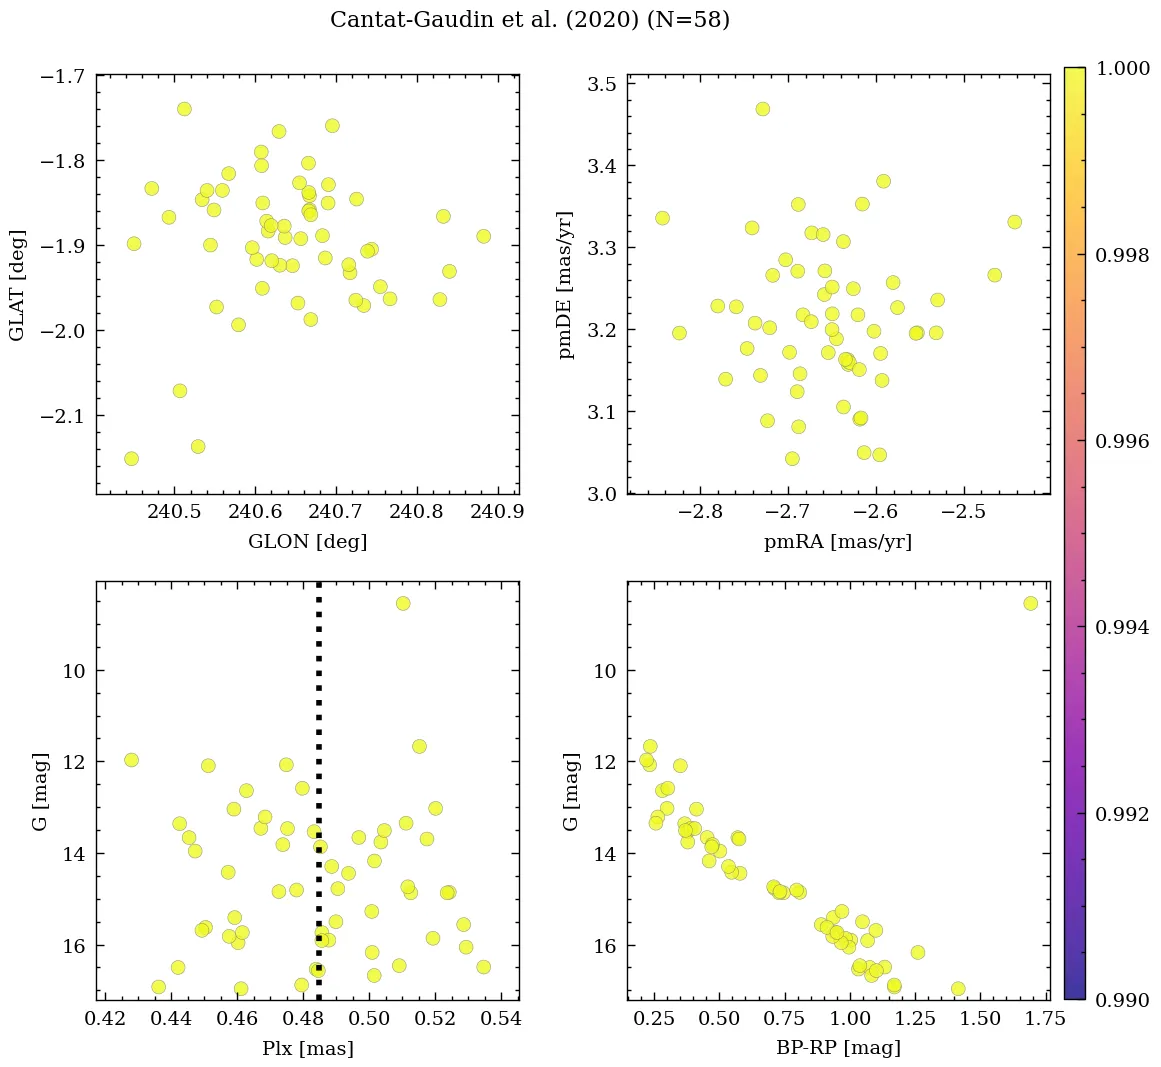 Cantat-Gaudin et al. (2020) (N=58)
−1.7
−1.8
−1.9
−2.0
−2.1
GLAT [deg]
240.5 240.6 240.7 240.8 240.9
GLON [deg]
3.5
3.4
3.3
3.2
3.1
3.0
pmDE [mas/yr]
−2.8 −2.7 −2.6 −2.5
pmRA [mas/yr]
1.000
0.998
0.996
0.994
0.992
0.990
10
12
14
16
G [mag]
0.42 0.44 0.46 0.48 0.50 0.52 0.54
Plx [mas]
10
12
14
16
G [mag]
0.25 0.50 0.75 1.00 1.25 1.50 1.75
BP-RP [mag]